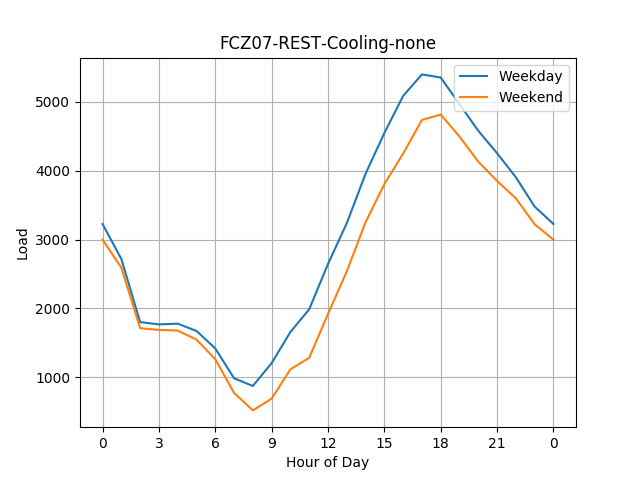 FCZ07-REST-Cooling-none
Weekday
Weekend
5000
4000
3000
2000
1000
Load
0 3 6 9 12 15 18 21 0
Hour of Day